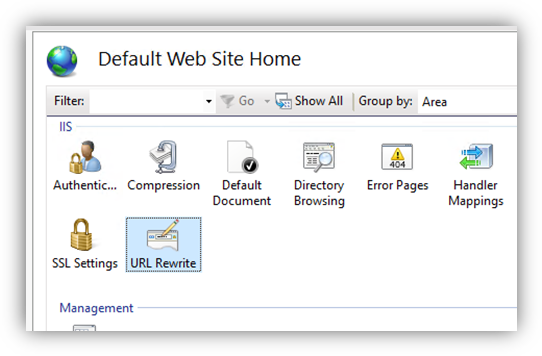 Default Web Site Home
Filter: Go Show All Group by: Area
IIS
Authentic... Compression Default Document Directory Browsing Error Pages 404 Handler Mappings
SSL Settings URL Rewrite
Management